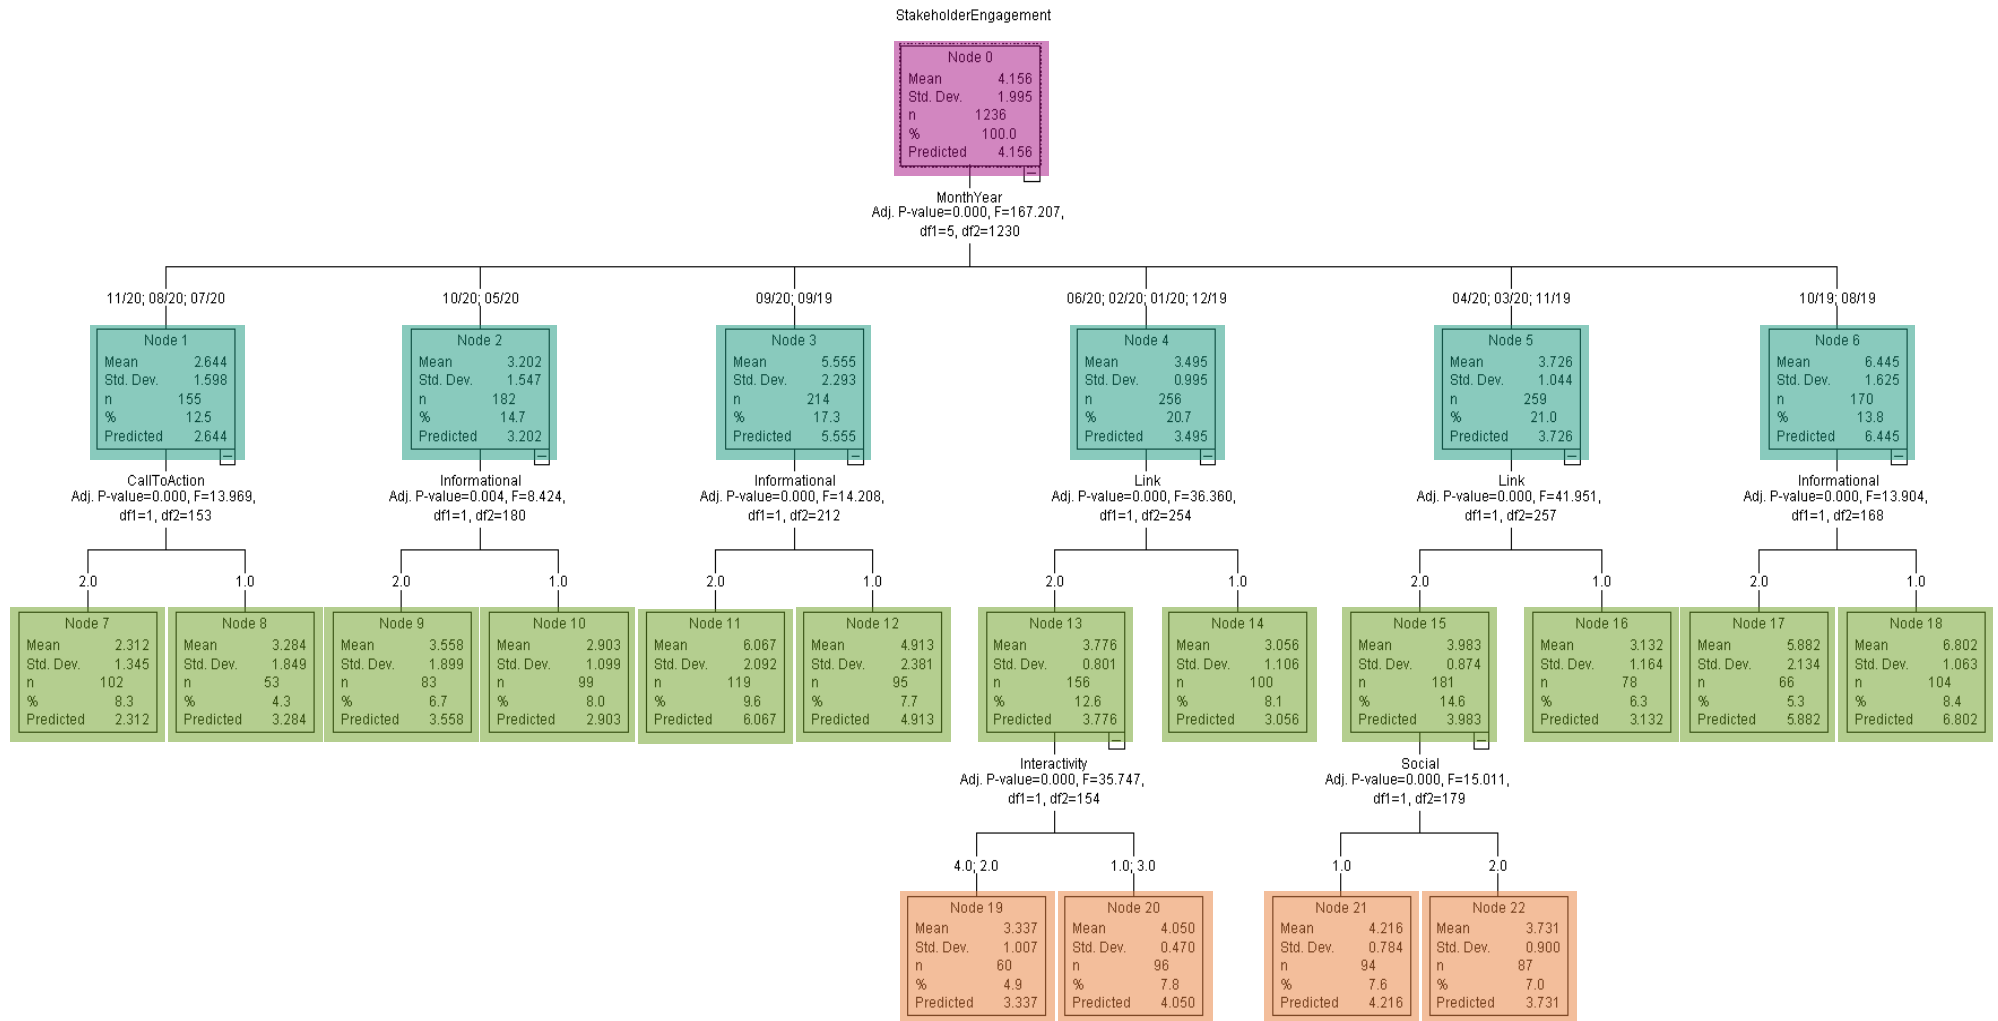 StakeholderEngagement
Node 0
Mean 4.156
Std. Dev. 1.995
n 1236
% 100.0
Predicted 4.156
MonthYear
Adj. P-value=0.000, F=167.207,
df1=5, df2=1230
11/20; 08/20; 07/20
10/20; 05/20
09/20; 09/19
06/20; 02/20; 01/20; 12/19
04/20; 03/20; 11/19
10/19; 08/19
Node 1
Mean 2.644
Std. Dev. 1.598
n 155
% 12.5
Predicted 2.644
Node 2
Mean 3.202
Std. Dev. 1.547
n 182
% 14.7
Predicted 3.202
Node 3
Mean 5.555
Std. Dev. 2.293
n 214
% 17.3
Predicted 5.555
Node 4
Mean 3.495
Std. Dev. 0.995
n 256
% 20.7
Predicted 3.495
Node 5
Mean 3.726
Std. Dev. 1.044
n 259
% 21.0
Predicted 3.726
Node 6
Mean 6.445
Std. Dev. 1.625
n 170
% 13.8
Predicted 6.445
CallToAction
Adj. P-value=0.000, F=13.969,
df1=1, df2=153
Informational
Adj. P-value=0.004, F=8.424,
df1=1, df2=180
Informational
Adj. P-value=0.000, F=14.208,
df1=1, df2=212
Link
Adj. P-value=0.000, F=36.360,
df1=1, df2=254
Link
Adj. P-value=0.000, F=41.951,
df1=1, df2=257
Informational
Adj. P-value=0.000, F=13.904,
df1=1, df2=168
2.0
1.0
2.0
1.0
2.0
1.0
2.0
1.0
2.0
1.0
2.0
1.0
Node 7
Mean 2.312
Std. Dev. 1.345
n 102
% 8.3
Predicted 2.312
Node 8
Mean 3.284
Std. Dev. 1.849
n 53
% 4.3
Predicted 3.284
Node 9
Mean 3.558
Std. Dev. 1.899
n 83
% 6.7
Predicted 3.558
Node 10
Mean 2.903
Std. Dev. 1.099
n 99
% 8.0
Predicted 2.903
Node 11
Mean 6.067
Std. Dev. 2.092
n 119
% 9.6
Predicted 6.067
Node 12
Mean 4.913
Std. Dev. 2.381
n 95
% 7.7
Predicted 4.913
Node 13
Mean 3.776
Std. Dev. 0.801
n 156
% 12.6
Predicted 3.776
Node 14
Mean 3.056
Std. Dev. 1.106
n 100
% 8.1
Predicted 3.056
Node 15
Mean 3.983
Std. Dev. 0.874
n 181
% 14.6
Predicted 3.983
Node 16
Mean 3.132
Std. Dev. 1.164
n 78
% 6.3
Predicted 3.132
Node 17
Mean 5.882
Std. Dev. 2.134
n 66
% 5.3
Predicted 5.882
Node 18
Mean 6.802
Std. Dev. 1.063
n 104
% 8.4
Predicted 6.802
Interactivity
Adj. P-value=0.000, F=35.747,
df1=1, df2=154
Social
Adj. P-value=0.000, F=15.011,
df1=1, df2=179
4.0; 2.0
1.0; 3.0
1.0
2.0
Node 19
Mean 3.337
Std. Dev. 1.007
n 60
% 4.9
Predicted 3.337
Node 20
Mean 4.050
Std. Dev. 0.470
n 96
% 7.8
Predicted 4.050
Node 21
Mean 4.216
Std. Dev. 0.784
n 94
% 7.6
Predicted 4.216
Node 22
Mean 3.731
Std. Dev. 0.900
n 87
% 7.0
Predicted 3.731